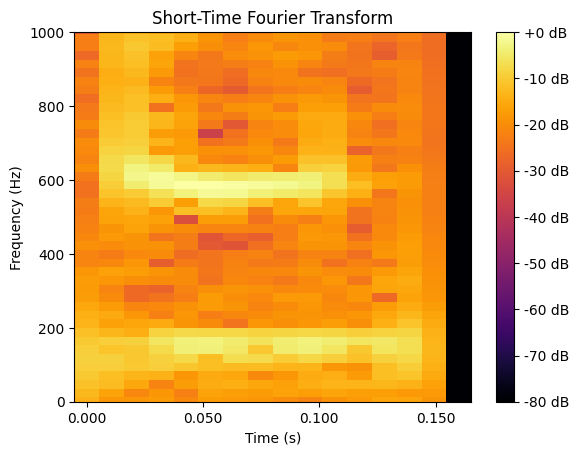 Short-Time Fourier Transform
1000
800
600
400
200
0
Frequency (Hz)
0.000
0.050
0.100
0.150
Time (s)
+0 dB
-10 dB
-20 dB
-30 dB
-40 dB
-50 dB
-60 dB
-70 dB
-80 dB